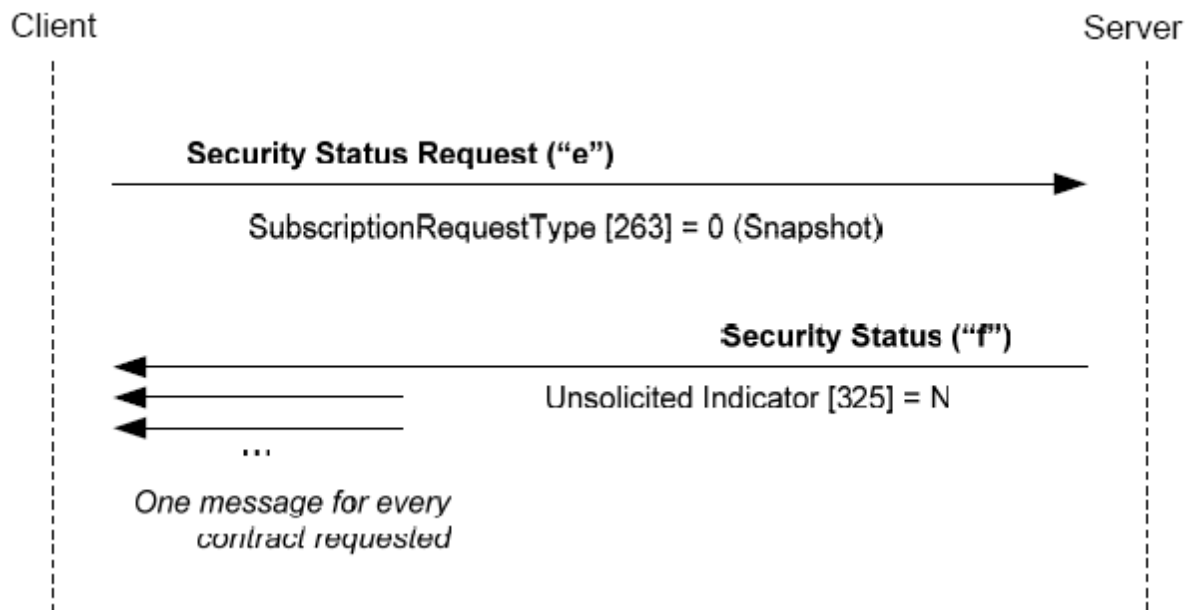 Client
Server
Security Status Request (“e”)
SubscriptionRequestType [263] = 0 (Snapshot)
Security Status (“f”)
Unsolicited Indicator [325] = N
...
One message for every
contract requested